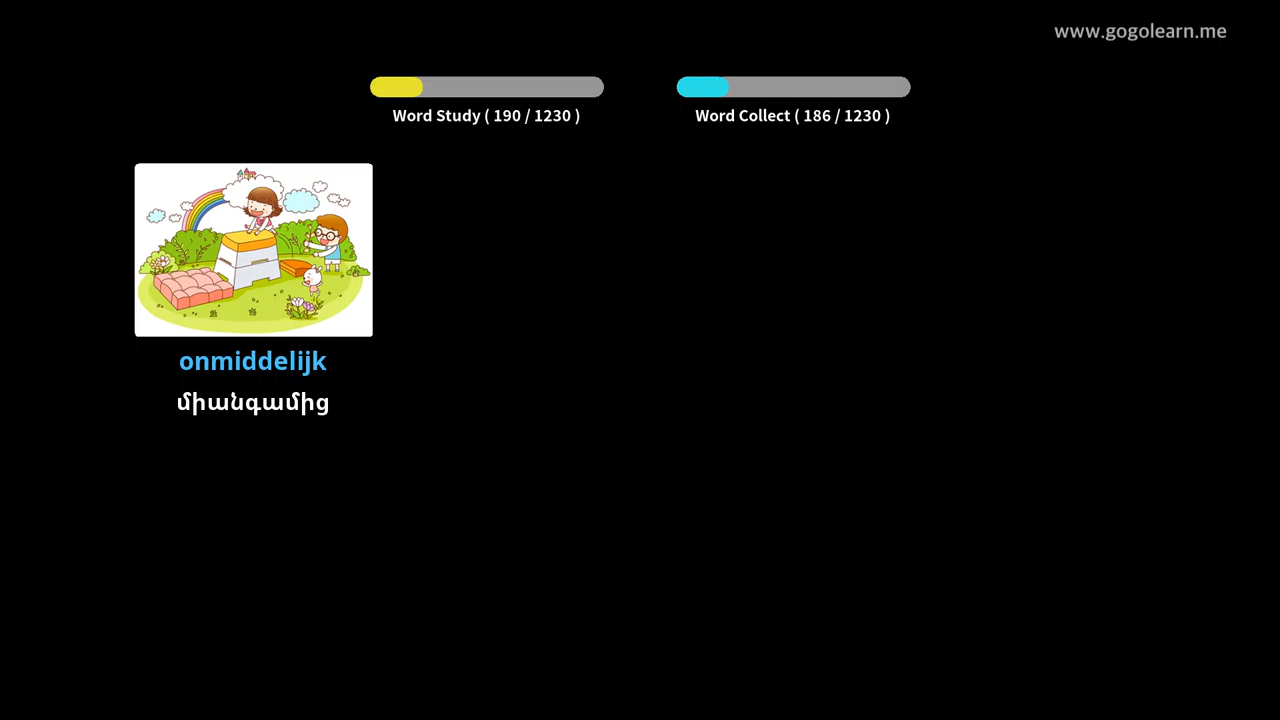 www.gogolearn.me
Word Study ( 190 / 1230 )
Word Collect ( 186 / 1230 )
onmiddelijk
միանգամից